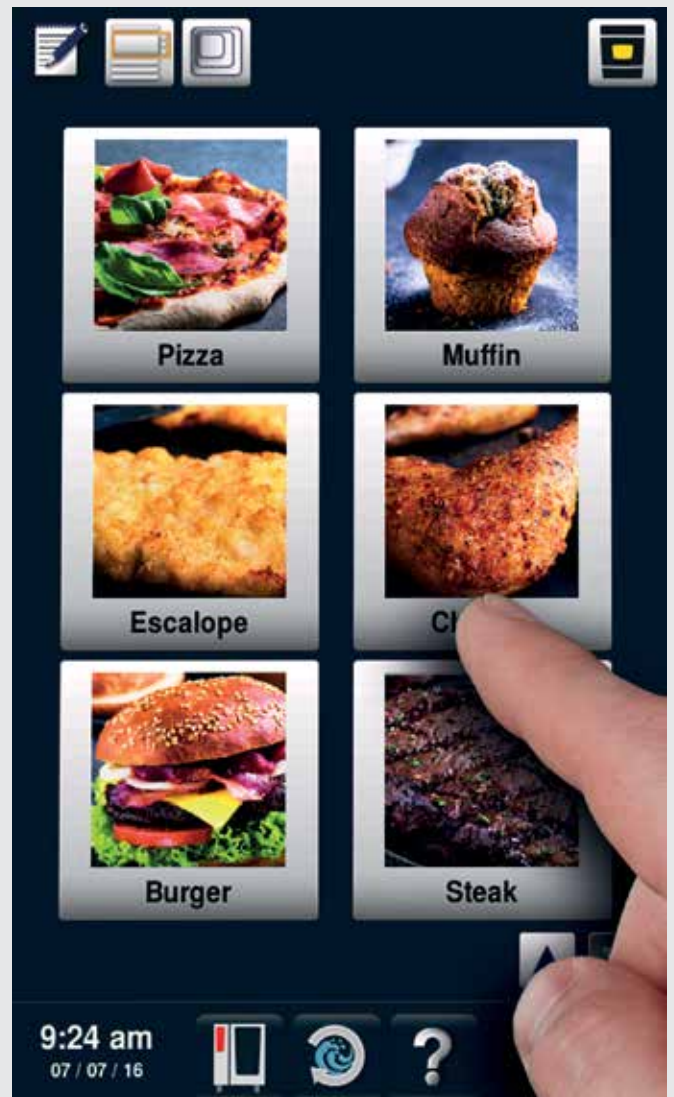 Pizza
Muffin
Escalope
Burger
Steak
9:24 am
07 / 07 / 16
?